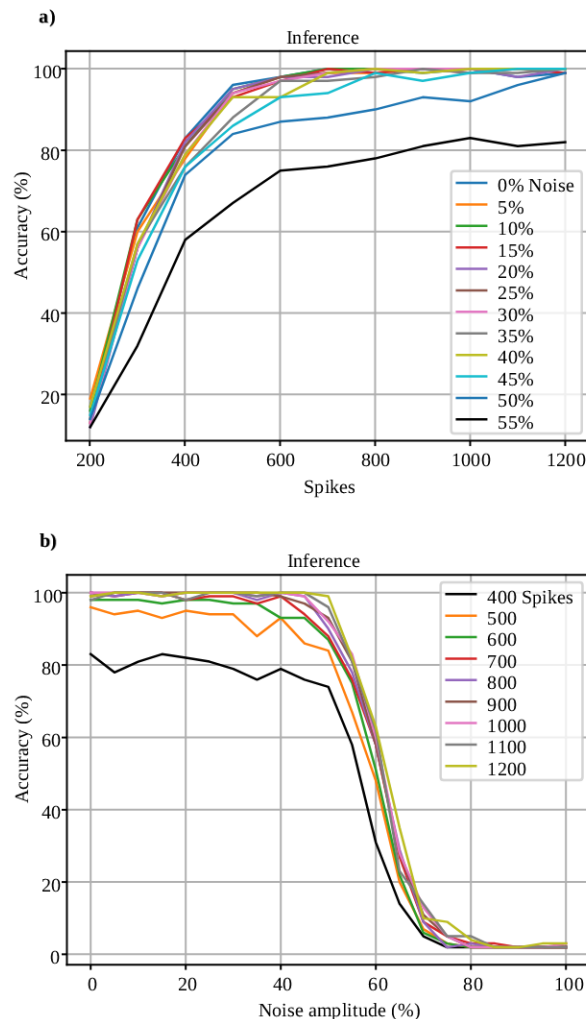 a)
Inference
Accuracy (%)
100
80
60
40
20
0% Noise
5%
10%
15%
20%
25%
30%
35%
40%
45%
50%
55%
200 400 600 800 1000 1200
Spikes
b)
Inference
Accuracy (%)
100
80
60
40
20
0
400 Spikes
500
600
700
800
900
1000
1100
1200
0 20 40 60 80 100
Noise amplitude (%)